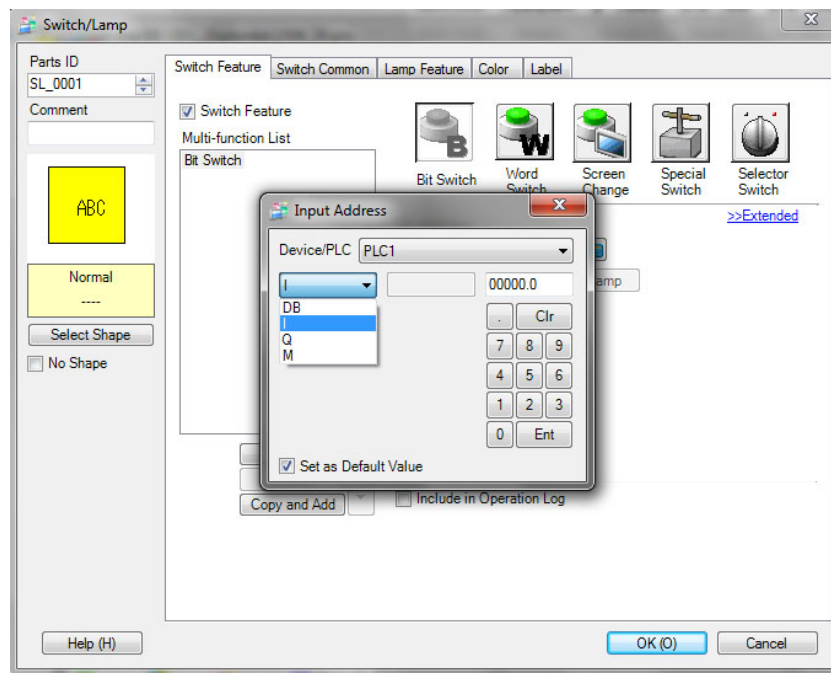 Switch/Lamp
Parts ID
SL_0001
Comment
ABC
Normal
----
Select Shape
No Shape
Switch Feature
Switch Common
Lamp Feature
Color
Label
Switch Feature
Multi-function List
Bit Switch
Bit Switch
Word
Switch
Screen
Change
Special
Switch
Selector
Switch
>>Extended
Input Address
Device/PLC
PLC1
I
00000.0
DB
I
Q
M
. Clr
7 8 9
4 5 6
1 2 3
0 Ent
Set as Default Value
amp
Copy and Add
Include in Operation Log
Help (H)
OK (O)
Cancel